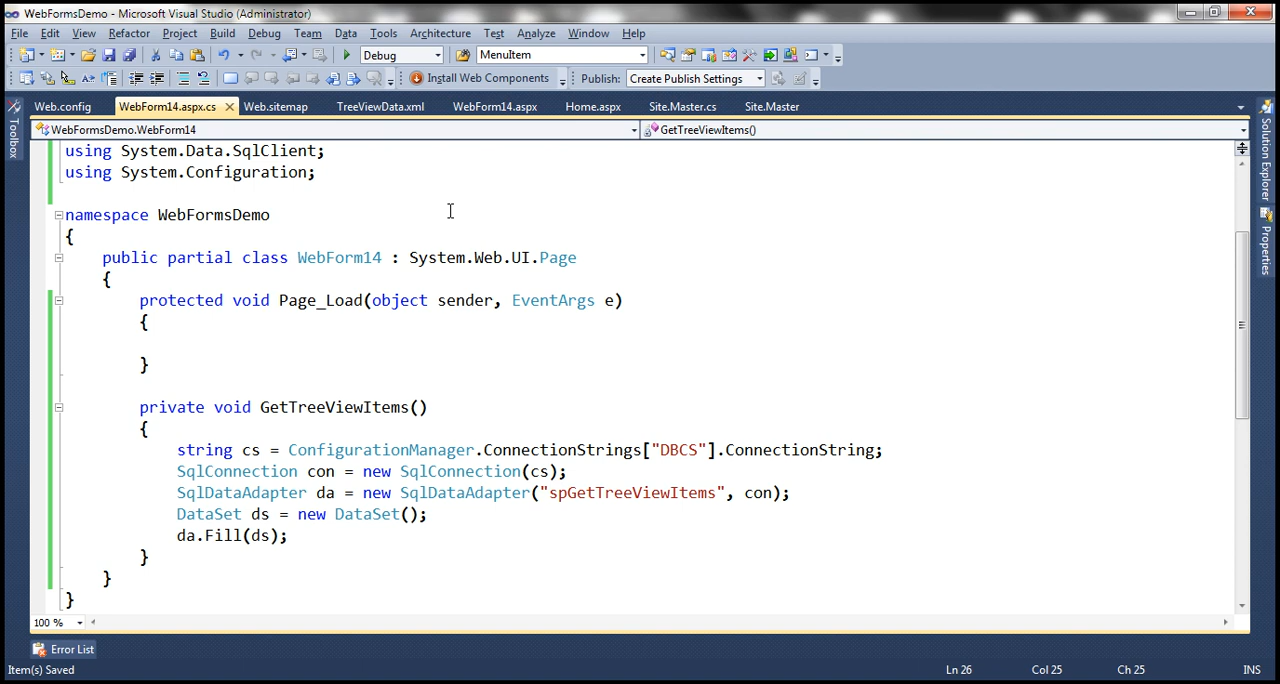 WebFormsDemo - Microsoft Visual Studio (Administrator)
File Edit View Refactor Project Build Debug Team Data Tools Architecture Test Analyze Window Help
Debug MenuItem
Install Web Components Publish: Create Publish Settings
Web.config WebForm14.aspx.cs Web.sitemap TreeViewData.xml WebForm14.aspx Home.aspx Site.Master.cs Site.Master
WebFormsDemo.WebForm14 GetTreeViewItems()
Toolbox
Solution Explorer
Properties
using System.Data.SqlClient;
using System.Configuration;
namespace WebFormsDemo
{
public partial class WebForm14 : System.Web.UI.Page
{
protected void Page_Load(object sender, EventArgs e)
{
}
private void GetTreeViewItems()
{
string cs = ConfigurationManager.ConnectionStrings["DBCS"].ConnectionString;
SqlConnection con = new SqlConnection(cs);
SqlDataAdapter da = new SqlDataAdapter("spGetTreeViewItems", con);
DataSet ds = new DataSet();
da.Fill(ds);
}
}
}
100 %
Error List
Item(s) Saved Ln 26 Col 25 Ch 25 INS